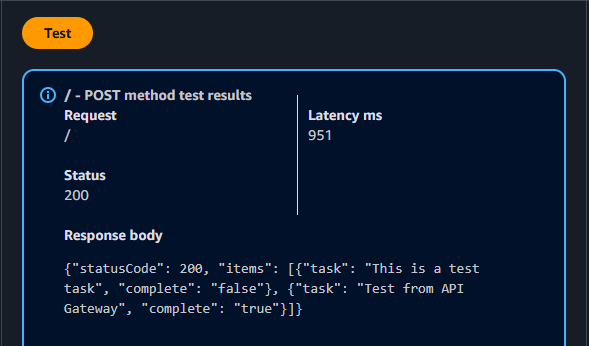 Test
/ - POST method test results
Request
/
Latency ms
951
Status
200
Response body
{"statusCode": 200, "items": [{"task": "This is a test
task", "complete": "false"}, {"task": "Test from API
Gateway", "complete": "true"}]}